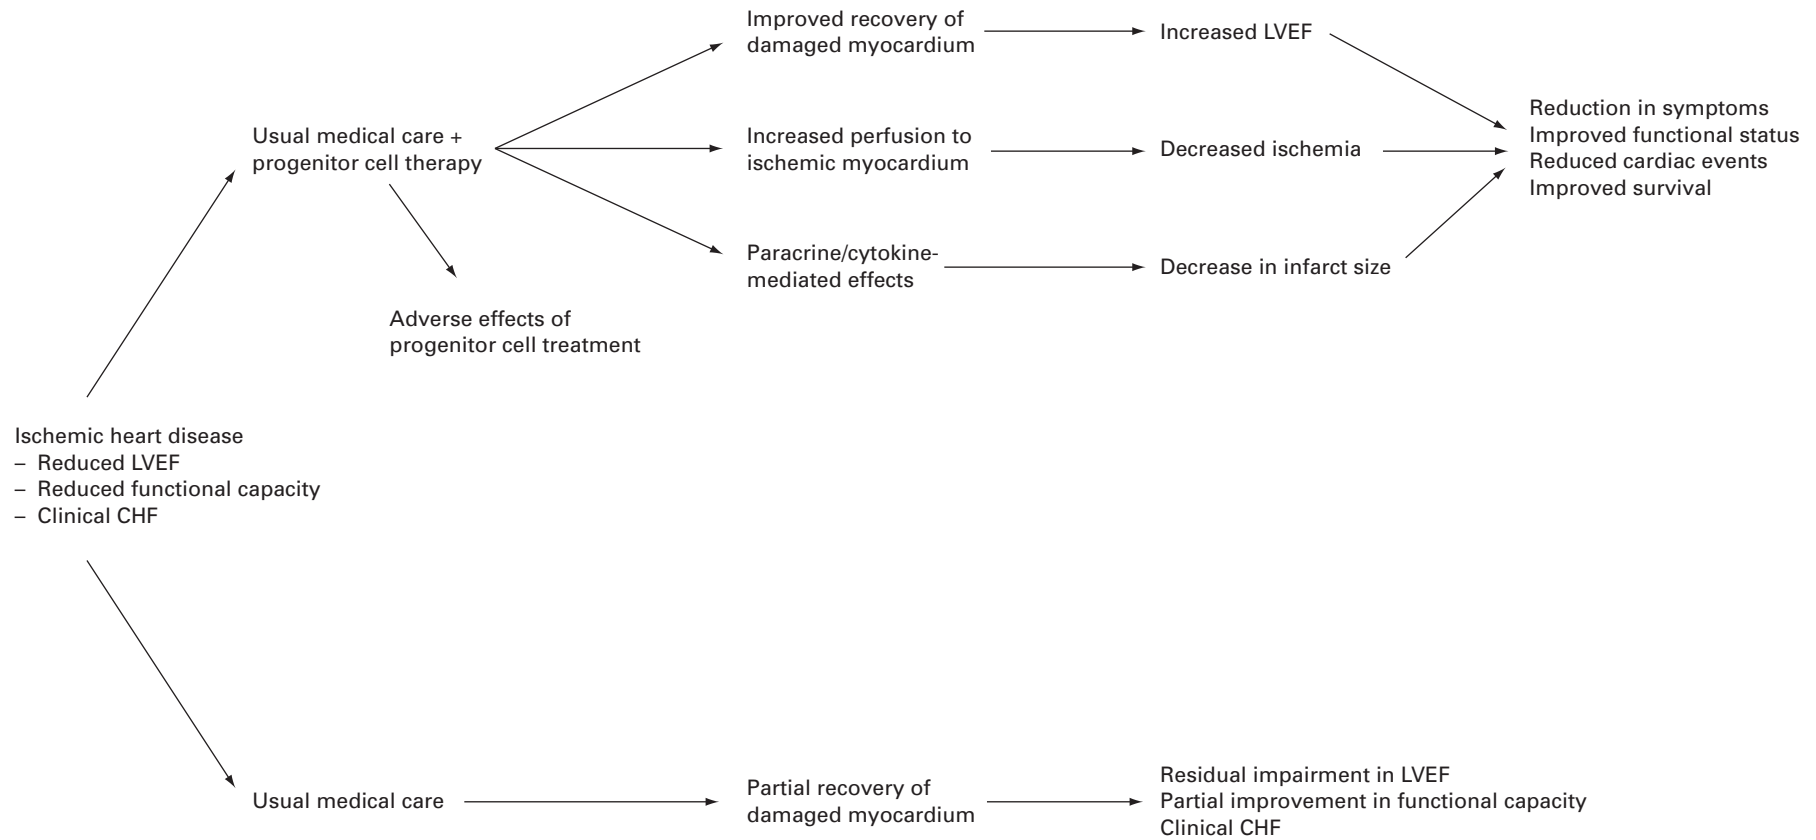 Improved recovery of
damaged myocardium
Increased LVEF
Usual medical care +
progenitor cell therapy
Increased perfusion to
ischemic myocardium
Decreased ischemia
Reduction in symptoms
Improved functional status
Reduced cardiac events
Improved survival
Paracrine/cytokine-
mediated effects
Decrease in infarct size
Adverse effects of
progenitor cell treatment
Ischemic heart disease
– Reduced LVEF
– Reduced functional capacity
– Clinical CHF
Usual medical care
Partial recovery of
damaged myocardium
Residual impairment in LVEF
Partial improvement in functional capacity
Clinical CHF